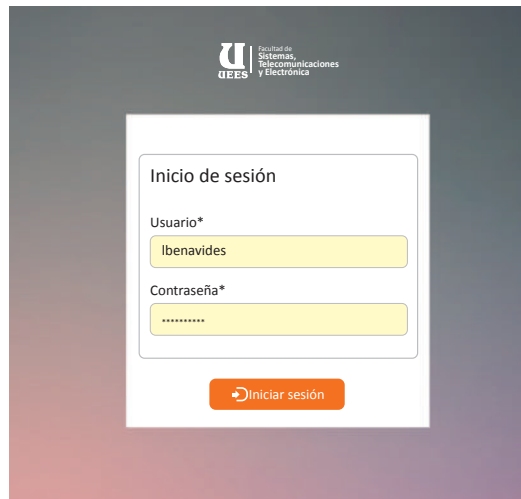 UEES
Facultad de
Sistemas,
Telecomunicaciones
y Electrónica
Inicio de sesión
Usuario*
lbenavides
Contraseña*
..........
Iniciar sesión